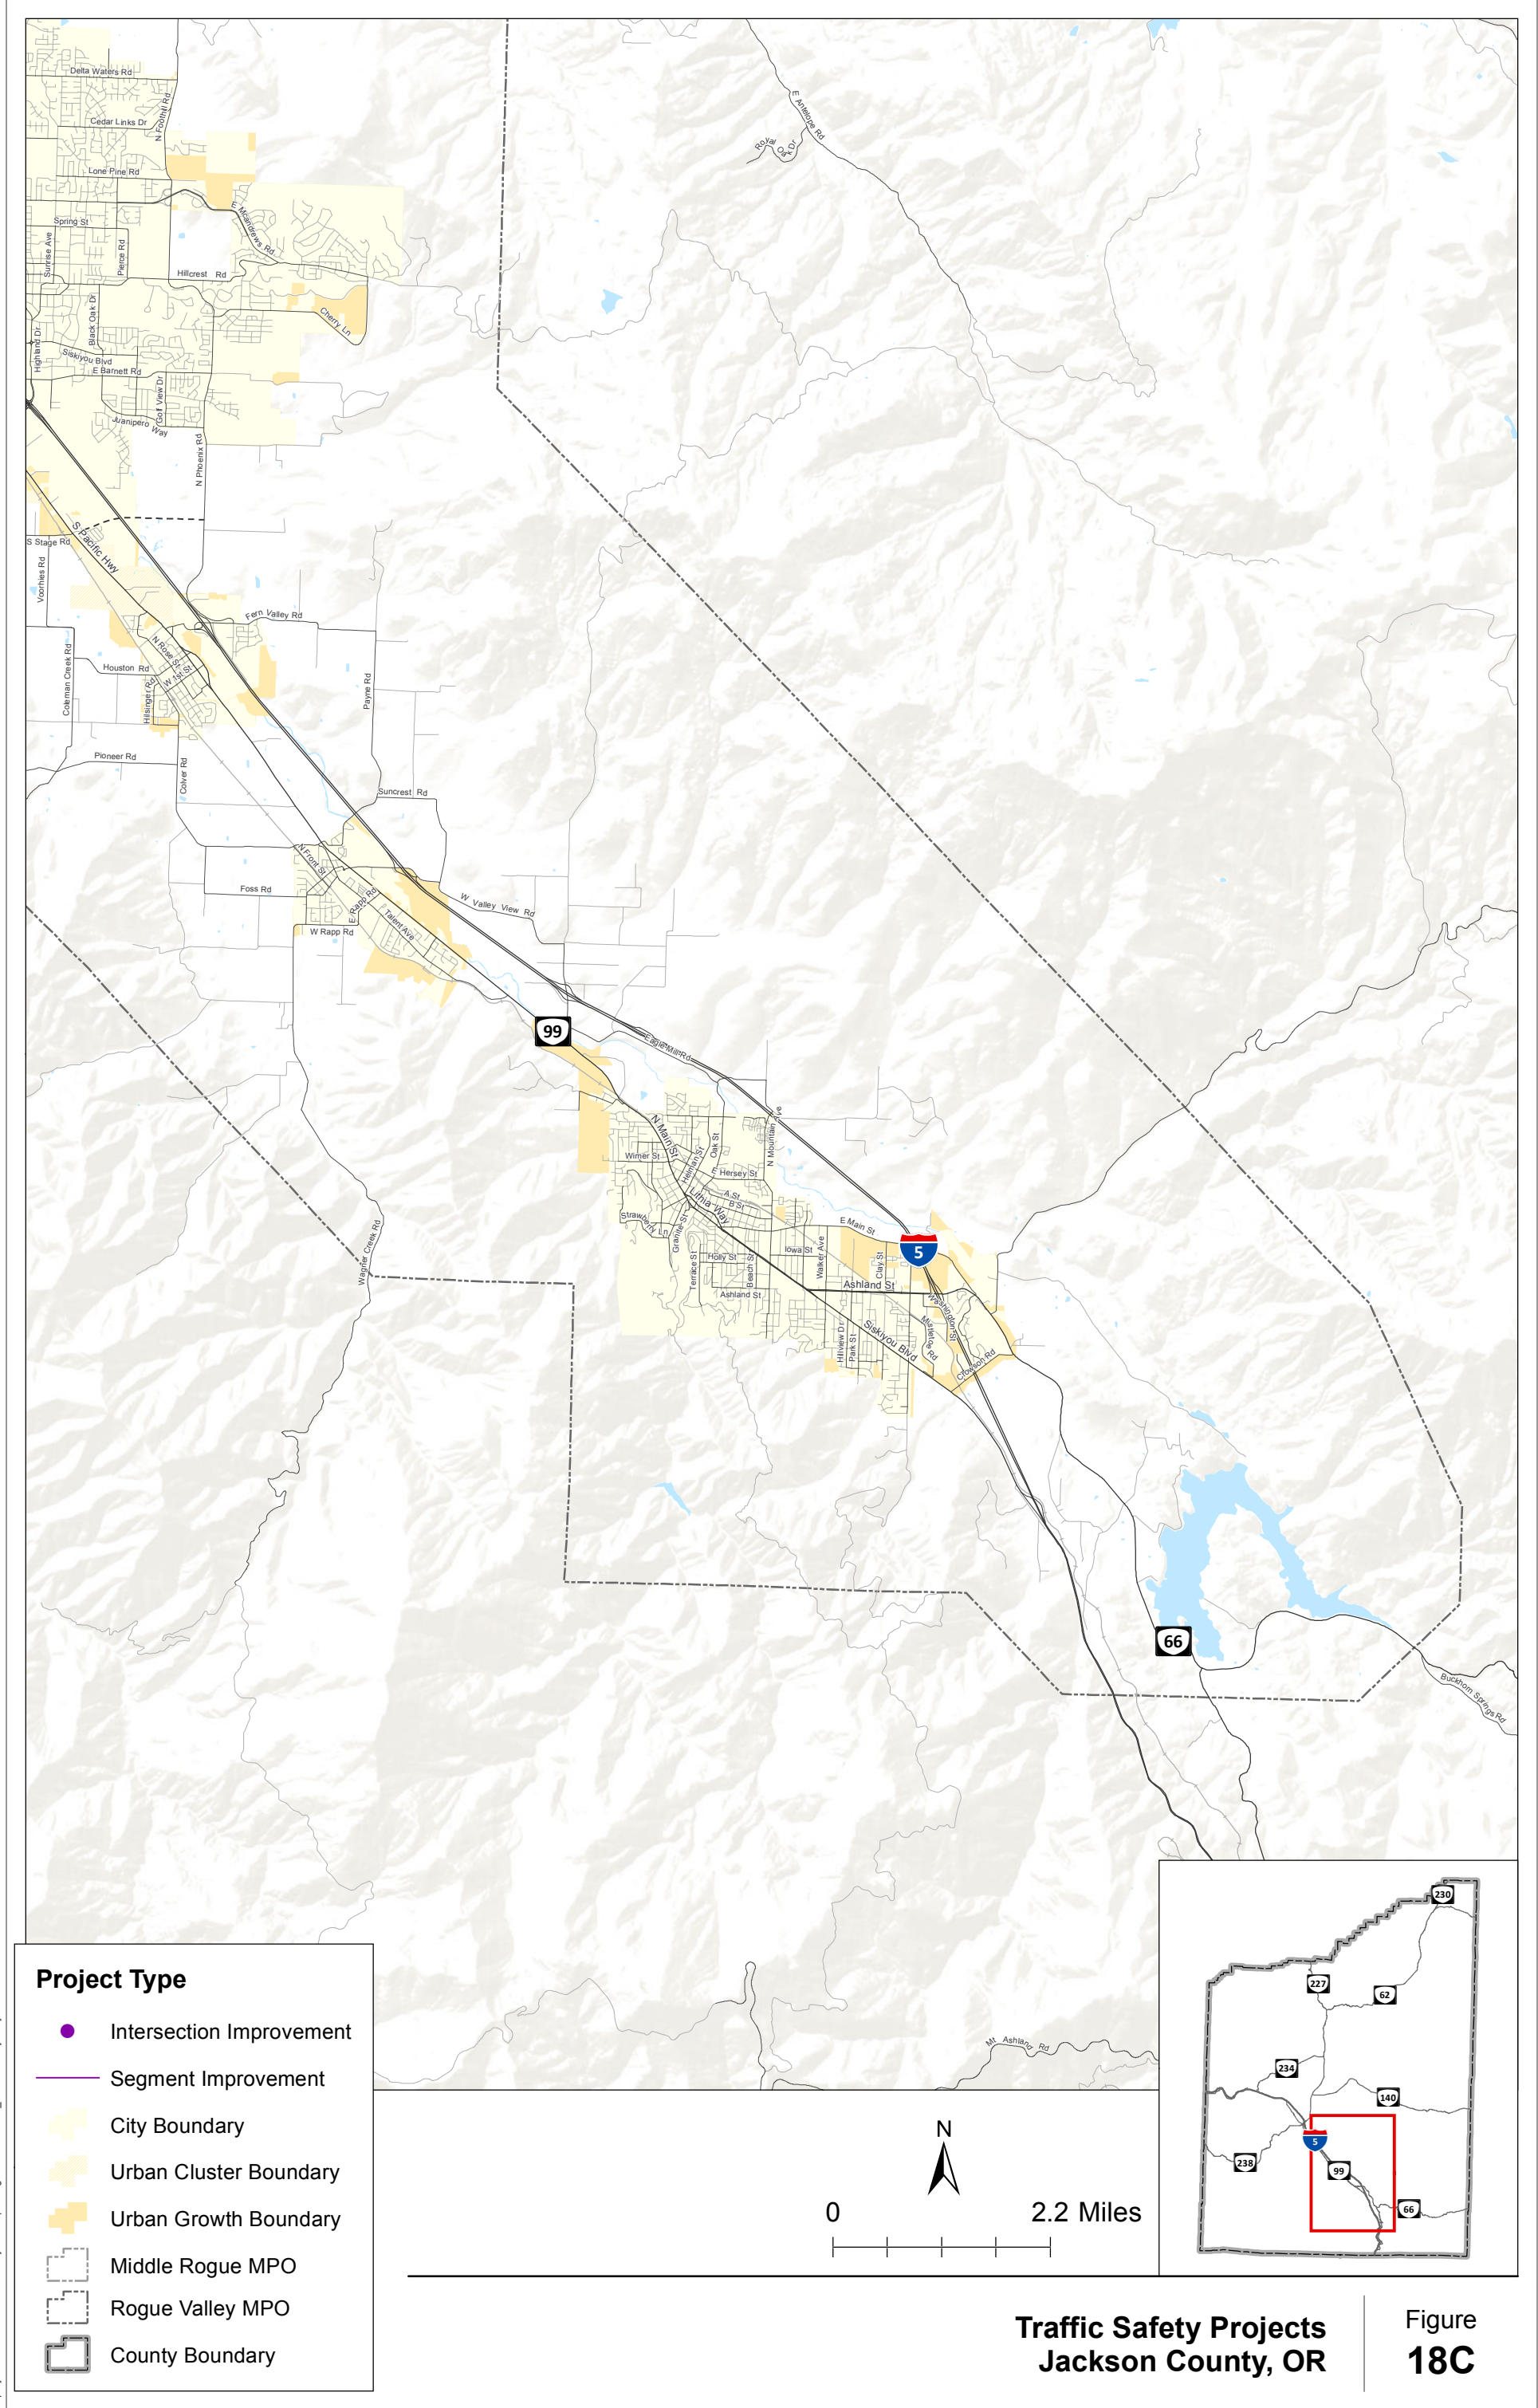 Delta Waters Rd
N Foothill Rd
Cedar Links Dr
Lone Pine Rd
E Mcandrews Rd
Spring St
Sunrise Ave
Pierce Rd
Hillcrest Rd
Black Oak Dr
Cherry Ln
Highland Dr
Siskiyou Blvd
E Barnett Rd
Golf View Dr
Juanipero Way
N Phoenix Rd
E Antelope Rd
Royal Oak Dr
S Pacific Hwy
S Stage Rd
Voorhies Rd
Fern Valley Rd
N Rose St
W 1st St
Houston Rd
Hilsinger Rd
Coleman Creek Rd
Payne Rd
Pioneer Rd
Colver Rd
Suncrest Rd
N Front St
Foss Rd
E Rapp Rd
Talent Ave
W Rapp Rd
W Valley View Rd
99
Eagle Mill Rd
N Main St
Oak St
N Mountain Ave
Wimer St
Helman St
E Hersey St
A St
B St
Lithia Way
Strawberry Ln
Granite St
E Main St
5
Iowa St
Walker Ave
Clay St
Holly St
Terrace St
Beach St
Ashland St
Ashland St
Washington St
Mistletoe Rd
Siskiyou Blvd
Hillview Dr
Park St
Crowson Rd
Wagner Creek Rd
66
Buckhorn Springs Rd
Mt Ashland Rd
230
227
62
234
140
5
238
99
66
Project Type
Intersection Improvement
Segment Improvement
City Boundary
Urban Cluster Boundary
Urban Growth Boundary
Middle Rogue MPO
Rogue Valley MPO
County Boundary
N
0 2.2 Miles
Traffic Safety Projects
Jackson County, OR
Figure
18C